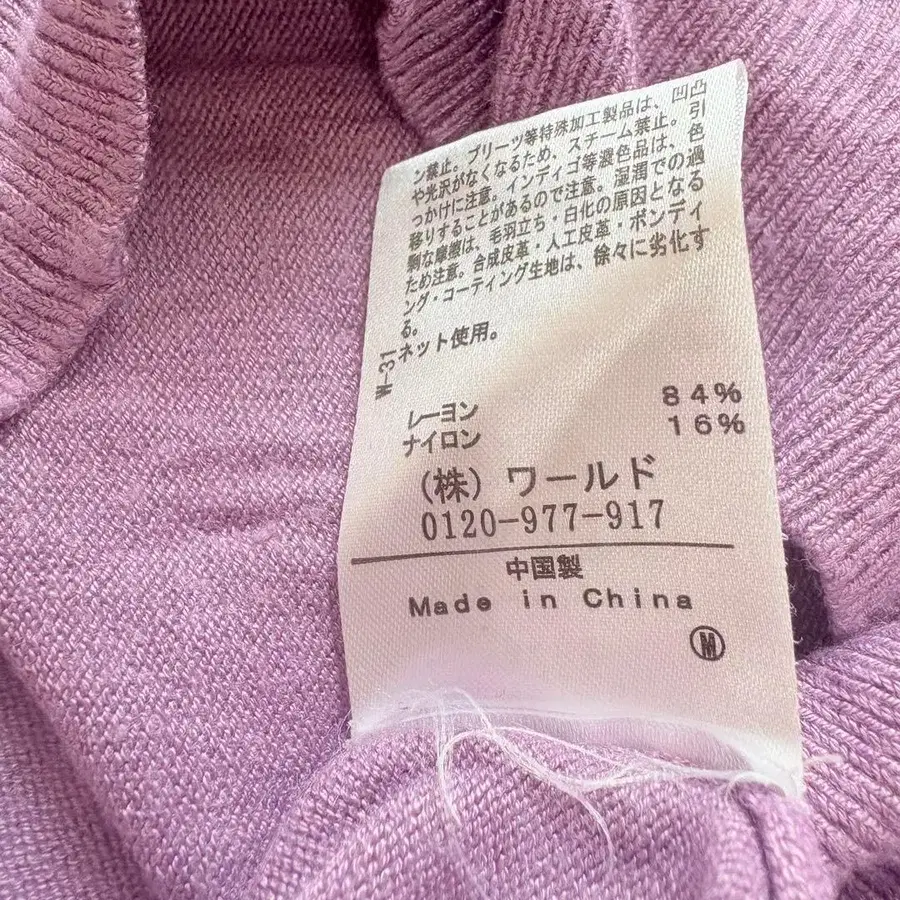 ン禁止。プリーツ等特殊加工製品は、凹凸
や光沢がなくなるため、スチーム禁止。引
っかけに注意。インディゴ等濃色品は、色
移りすることがあるので注意。湿潤での過
剰な摩擦は、毛羽立ち・白化の原因となる
ため注意。合成皮革・人工皮革・ボンディ
ング・コーティング生地は、徐々に劣化す
る。
ネット使用。
W-31
レーヨン 84%
ナイロン 16%
(株) ワールド
0120-977-917
中国製
Made in China
M